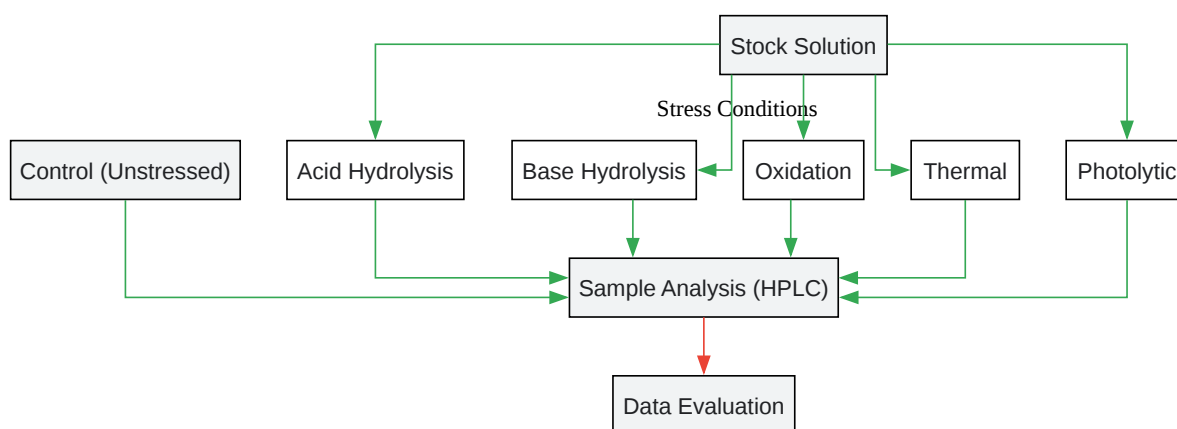 Stock Solution
Stress Conditions
Control (Unstressed)
Acid Hydrolysis
Base Hydrolysis
Oxidation
Thermal
Photolytic
Sample Analysis (HPLC)
Data Evaluation